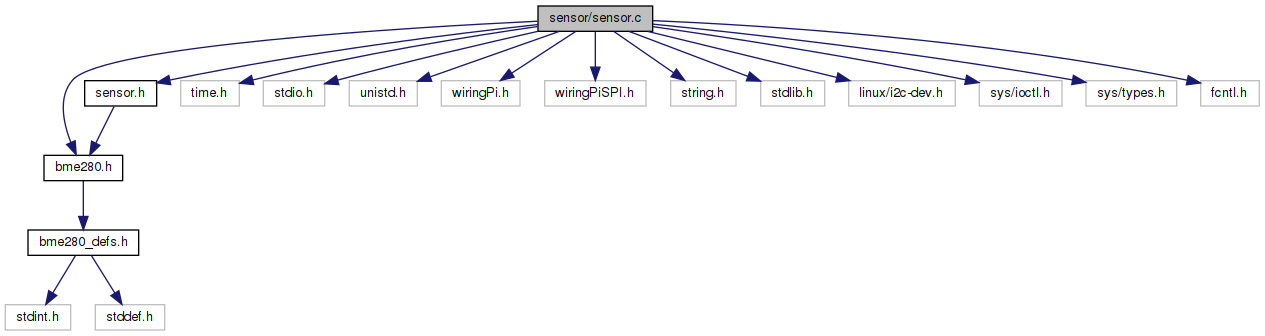 sensor/sensor.c
sensor.h
time.h
stdio.h
unistd.h
wiringPi.h
wiringPiSPI.h
string.h
stdlib.h
linux/i2c-dev.h
sys/ioctl.h
sys/types.h
fcntl.h
bme280.h
bme280_defs.h
stdint.h
stddef.h